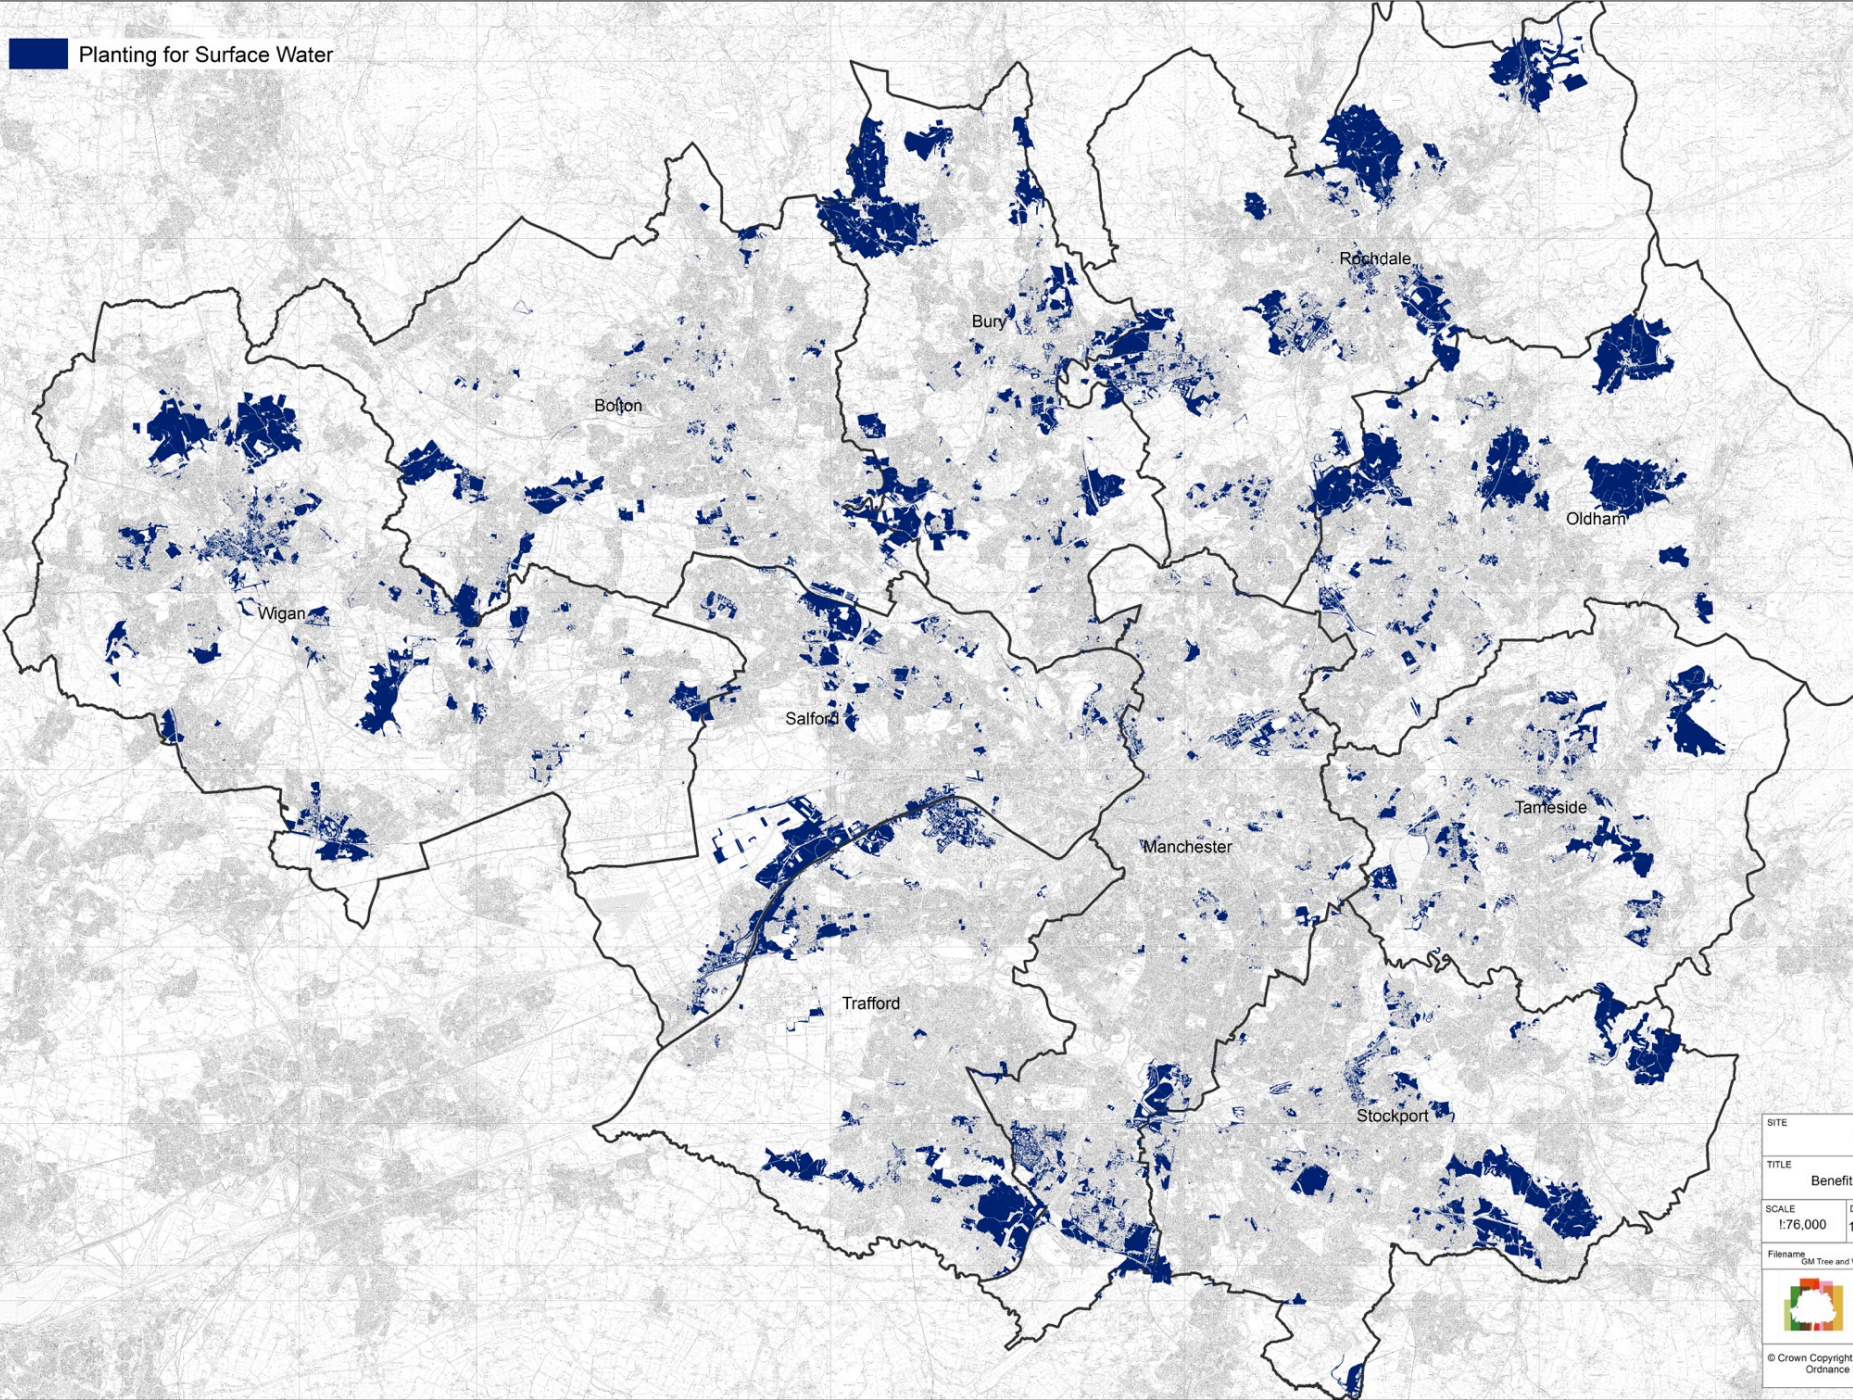 Planting for Surface Water
Rochdale
Bury
Bolton
Oldham
Wigan
Salford
Tameside
Manchester
Trafford
Stockport
SITE
TITLE
Benefit
SCALE
!:76,000
Filename
GM Tree and
© Crown Copyright
Ordnance